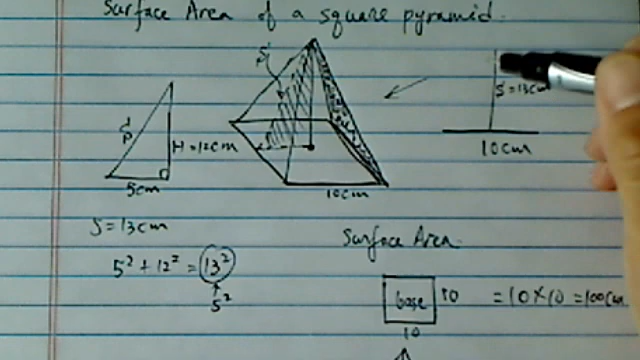 Surface Area of a square pyramid.
S
S
H = 12cm
5cm
10cm
S = 13cm
10cm
S = 13cm
5² + 12² = 13²
S²
Surface Area.
base 10 = 10 × 10 = 100cm
10